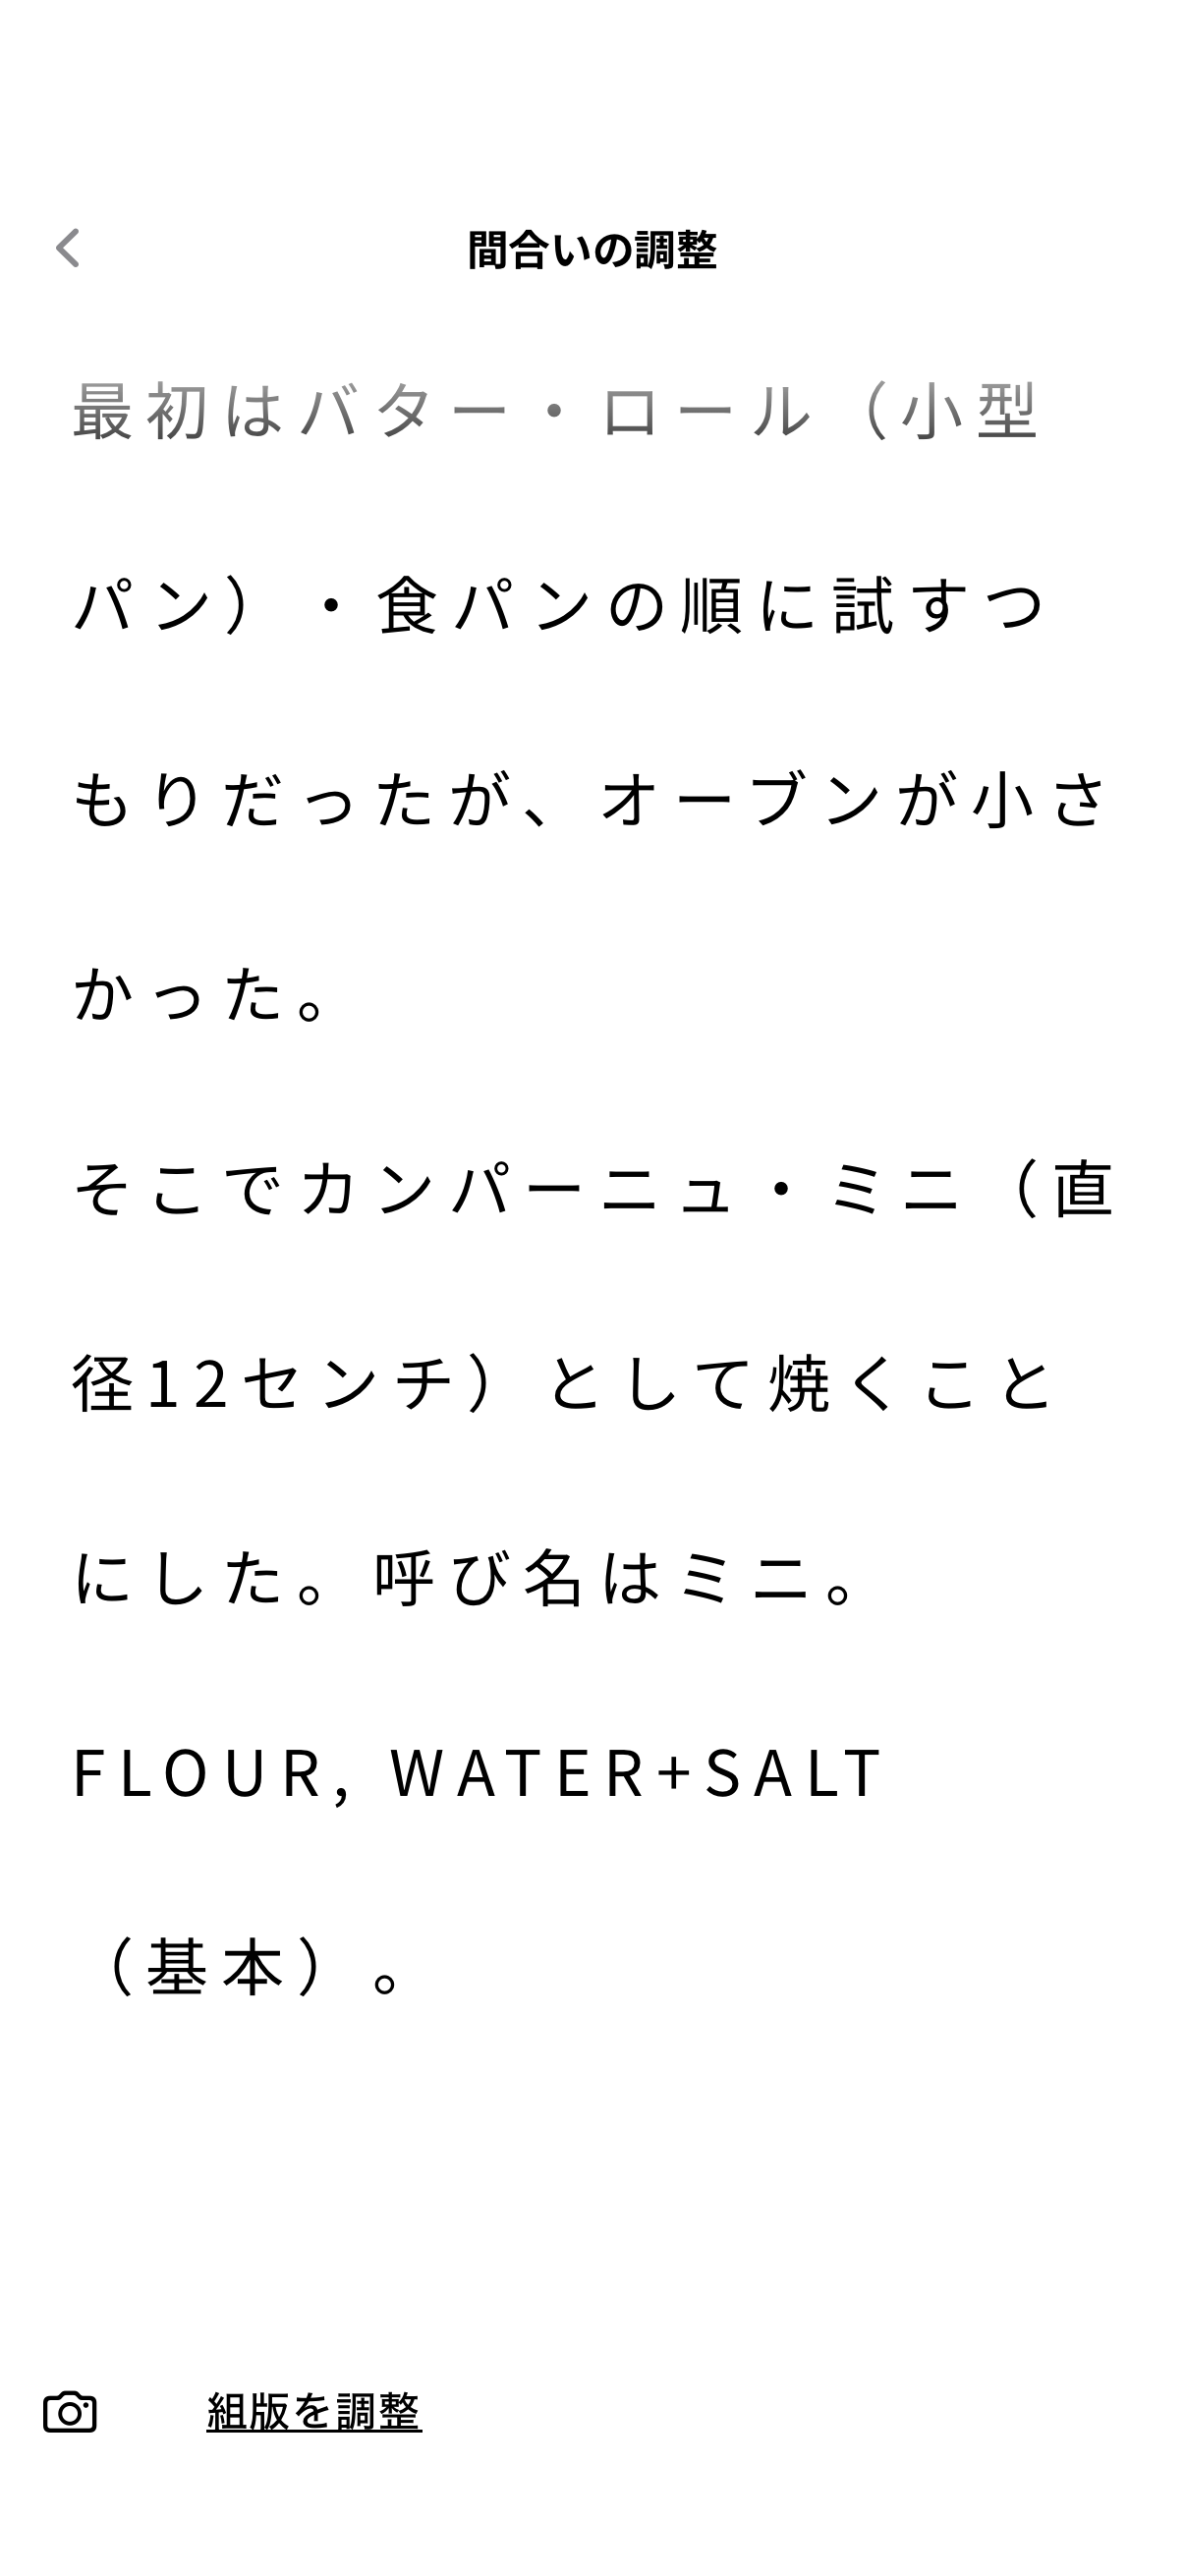 間合いの調整
最初はバター・ロール（小型
パン）・食パンの順に試すつ
もりだったが、オーブンが小さ
かった。
そこでカンパーニュ・ミニ（直
径12センチ）として焼くこと
にした。呼び名はミニ。
FLOUR, WATER+SALT
（基本）。
組版を調整